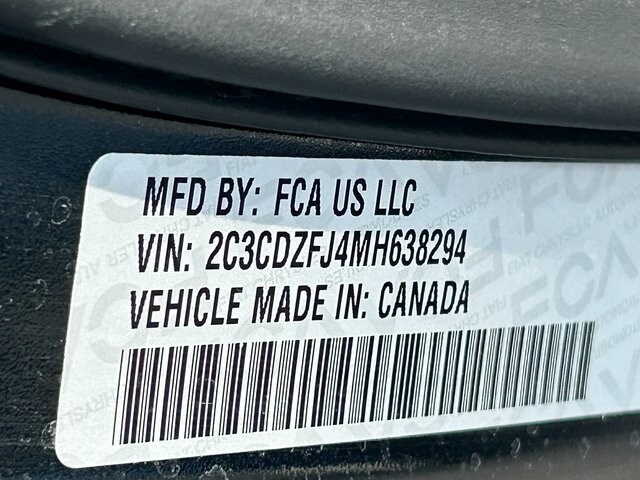 MFD BY: FCA US LLC
VIN: 2C3CDZFJ4MH638294
VEHICLE MADE IN: CANADA